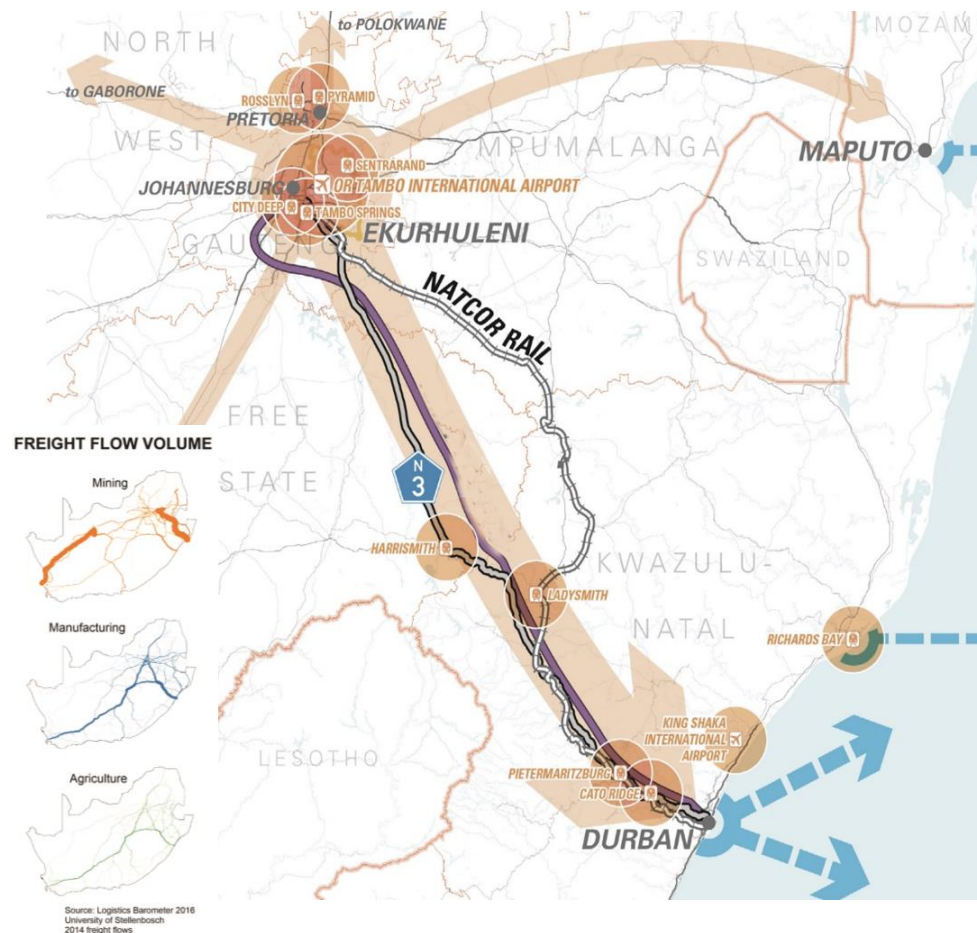 to POLOKWANE
MOZAM
NORTH
to GABORONE
ROSSLYN
PYRAMID
PRETORIA
WEST
MPUMALANGA
MAPUTO
SENTRARAND
JOHANNESBURG
OR TAMBO INTERNATIONAL AIRPORT
CITY DEEP
TAMBO SPRINGS
EKURHULENI
GAUTENG
SWAZILAND
NATCOR RAIL
FREE
STATE
N
3
HARRISMITH
KWAZULU-
LADYSMITH
NATAL
RICHARDS BAY
KING SHAKA
INTERNATIONAL
AIRPORT
LESOTHO
PIETERMARITZBURG
CATO RIDGE
DURBAN
FREIGHT FLOW VOLUME
Mining
Manufacturing
Agriculture
Source: Logistics Barometer 2016
University of Stellenbosch
2014 freight flows